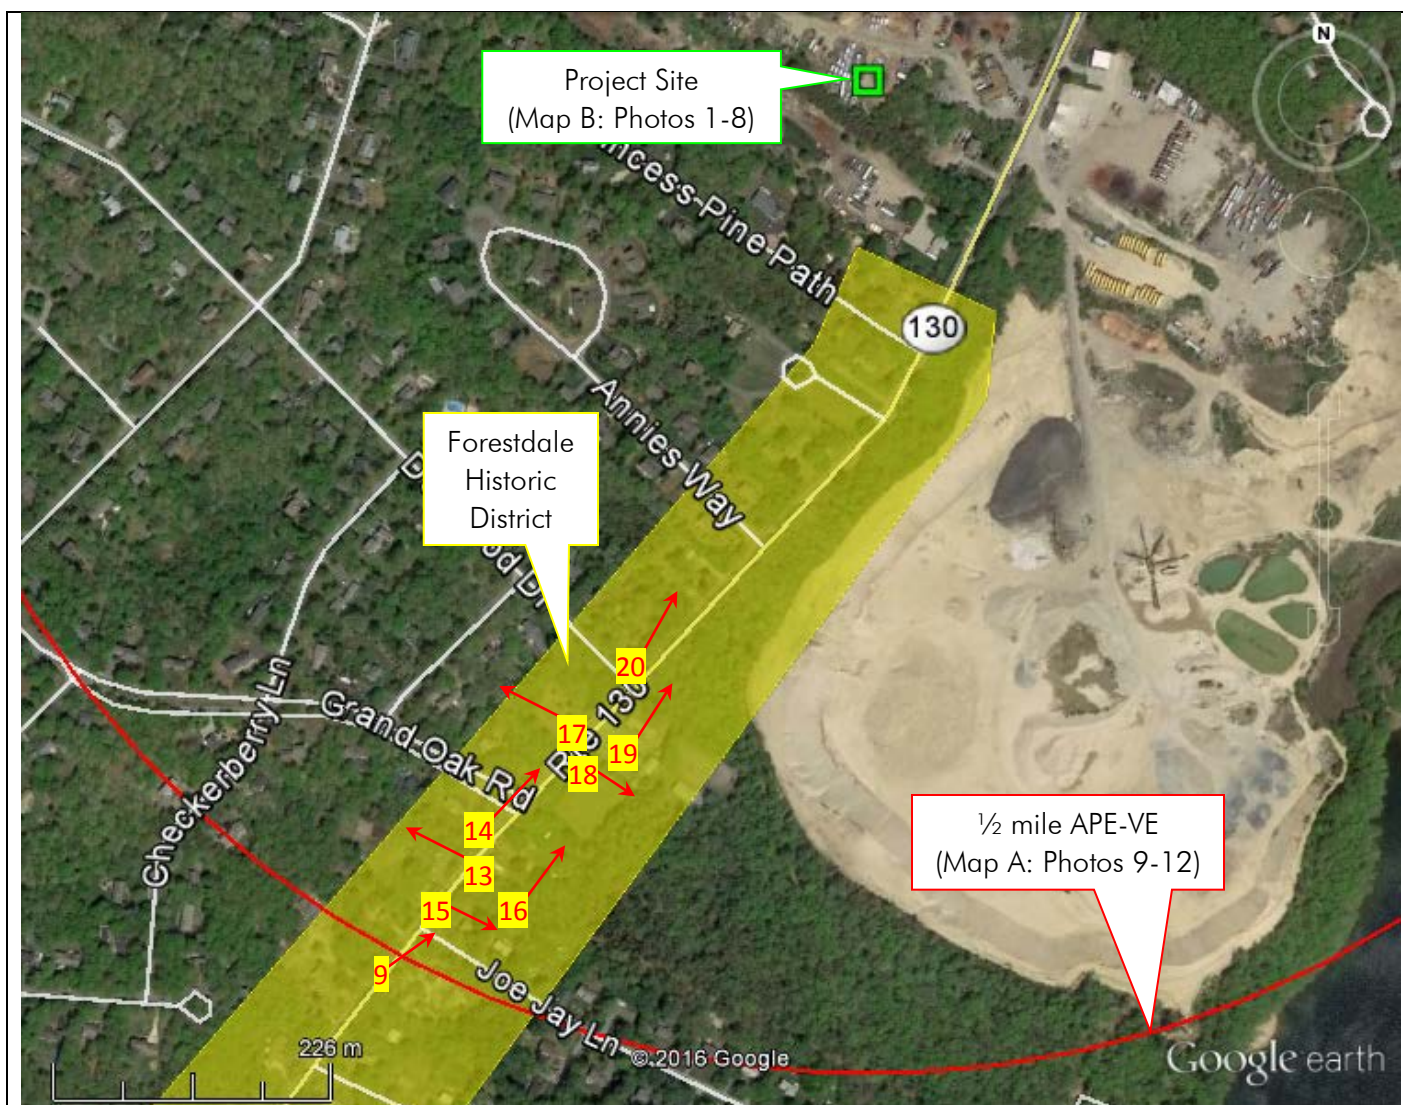 N
Project Site
(Map B: Photos 1-8)
incess Pine Path
130
Annies Way
Forestdale
Historic
District
20
Rte 130
17
19
18
Grand Oak Rd
Checkerberry Ln
14
13
15
16
9
Joe Jay Ln
½ mile APE-VE
(Map A: Photos 9-12)
226 m
© 2016 Google
Google earth